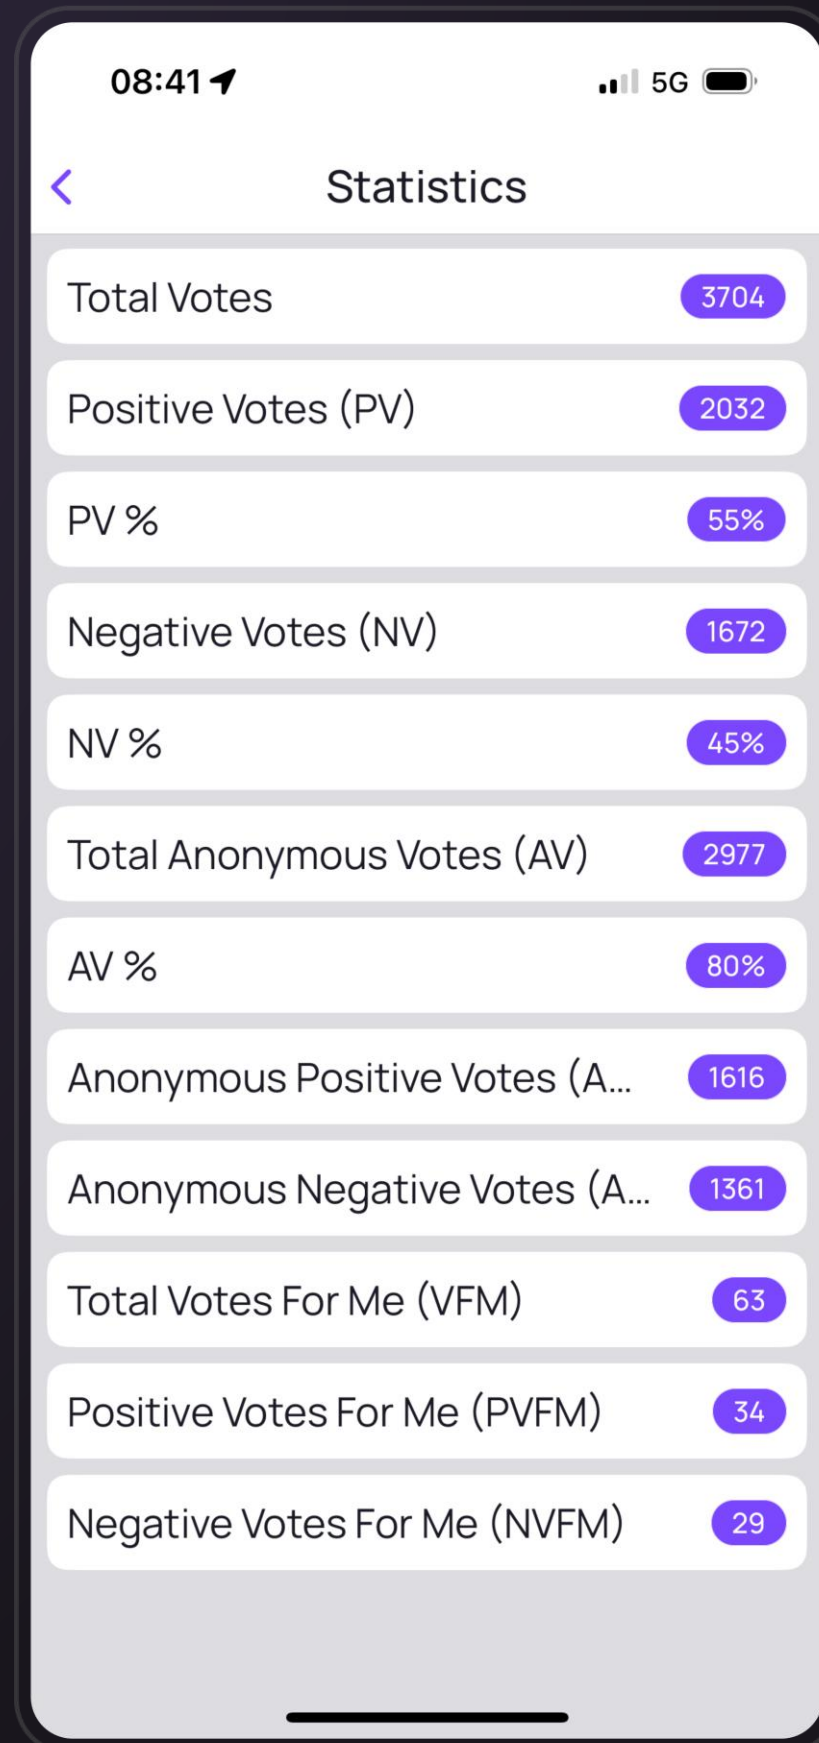 08:41 5G
Statistics
Total Votes 3704
Positive Votes (PV) 2032
PV % 55%
Negative Votes (NV) 1672
NV % 45%
Total Anonymous Votes (AV) 2977
AV % 80%
Anonymous Positive Votes (A... 1616
Anonymous Negative Votes (A... 1361
Total Votes For Me (VFM) 63
Positive Votes For Me (PVFM) 34
Negative Votes For Me (NVFM) 29